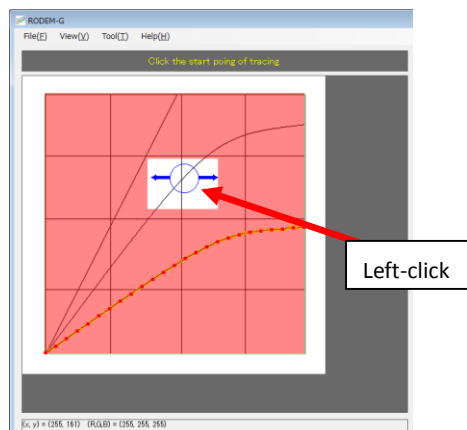 RODEM-G
File(F) View(V) Tool(T) Help(H)
Click the start poing of tracing
Left-click
(x, y) = (255, 161) (R,G,B) = (255, 255, 255)